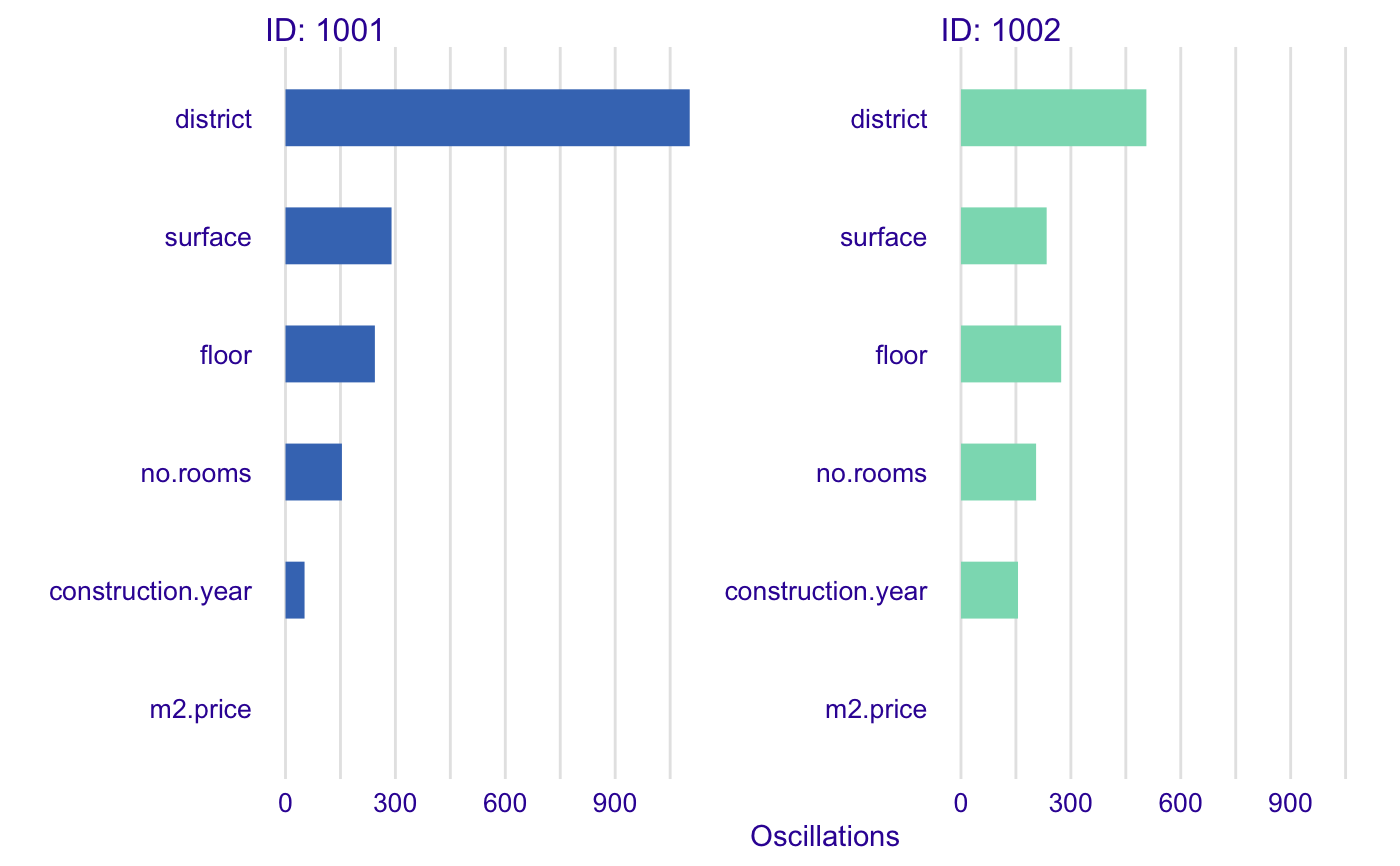 ID: 1001
district
surface
floor
no.rooms
construction.year
m2.price
0 300 600 900
ID: 1002
district
surface
floor
no.rooms
construction.year
m2.price
0 300 600 900
Oscillations